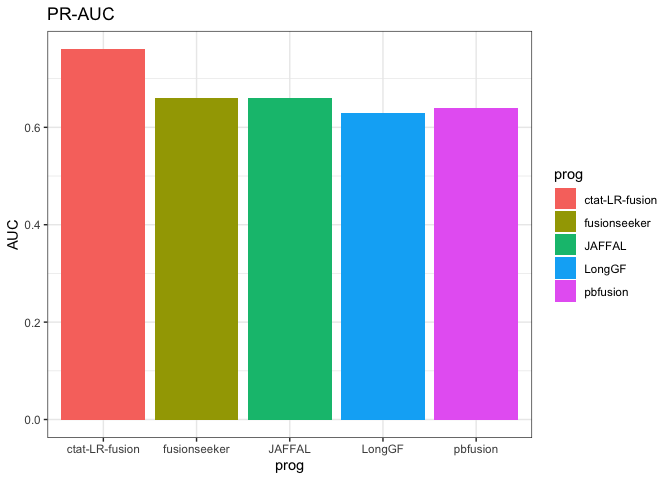 PR-AUC
AUC
0.6
0.4
0.2
0.0
ctat-LR-fusion fusionseeker JAFFAL LongGF pbfusion
prog
prog
ctat-LR-fusion
fusionseeker
JAFFAL
LongGF
pbfusion